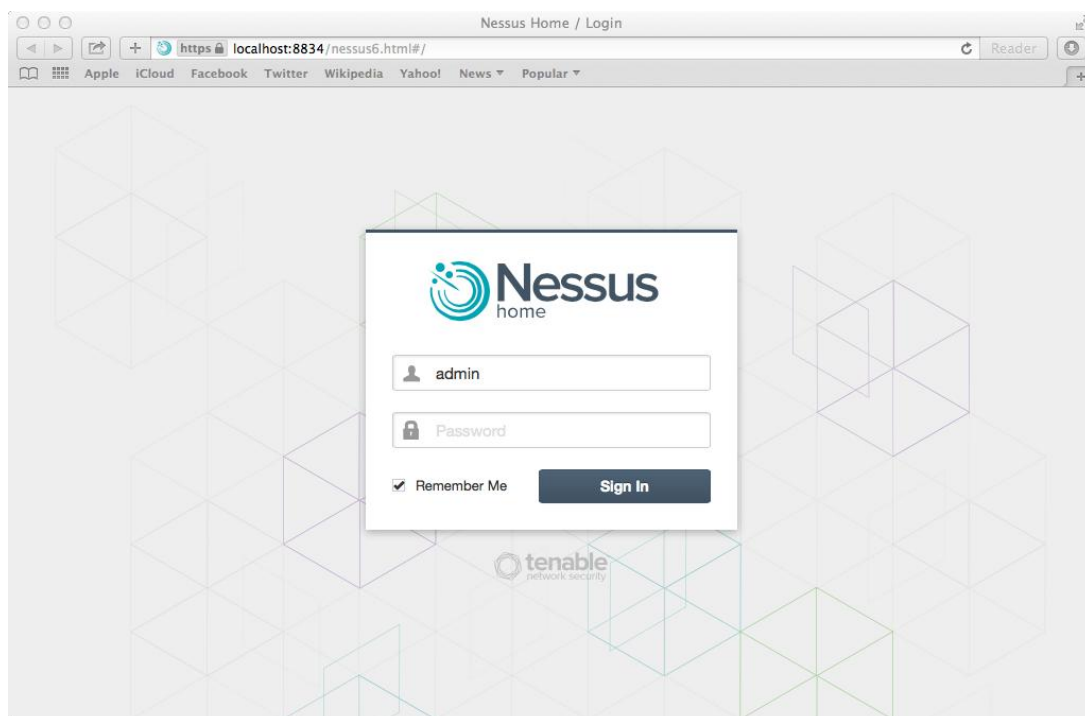 Nessus Home / Login
https localhost:8834/nessus6.html#/
Reader
Apple iCloud Facebook Twitter Wikipedia Yahoo! News Popular
Nessus
home
admin
Password
Remember Me
Sign In
tenable
network security